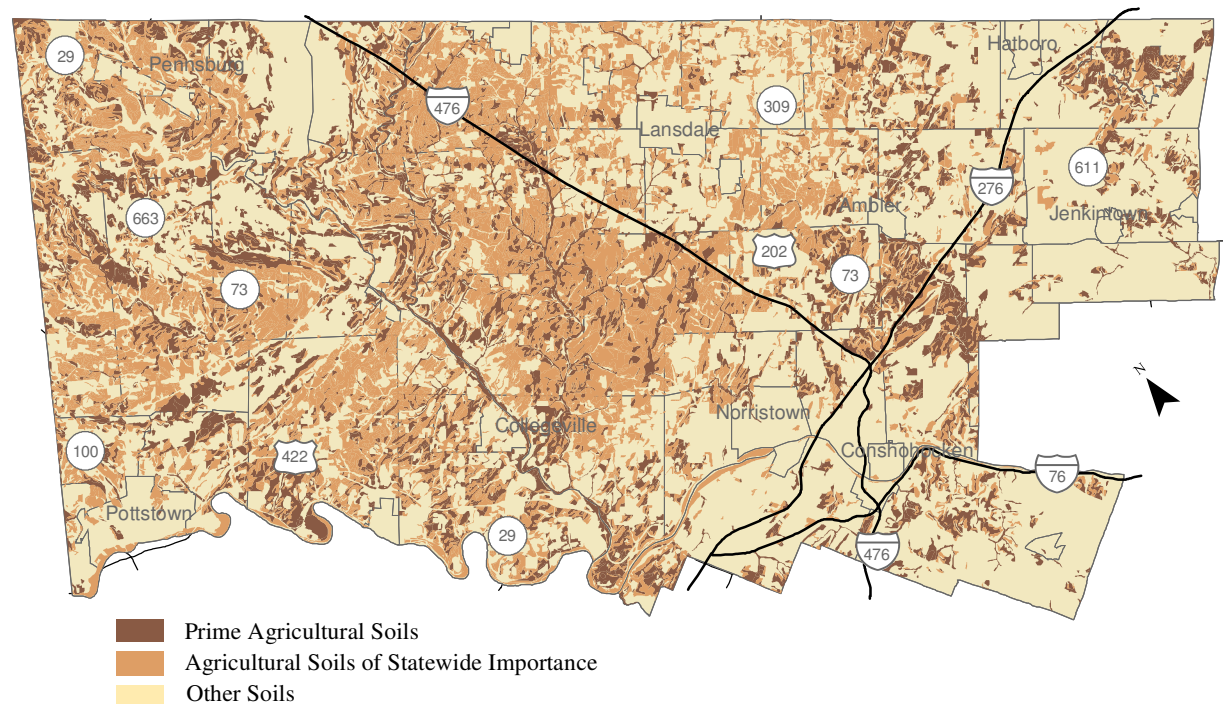 29
Pennsburg
476
Lansdale
309
Hatboro
276
611
663
Ambler
Jenkintown
73
202
73
100
422
Collegeville
Norristown
Conshohocken
76
Pottstown
29
476
N
Prime Agricultural Soils
Agricultural Soils of Statewide Importance
Other Soils